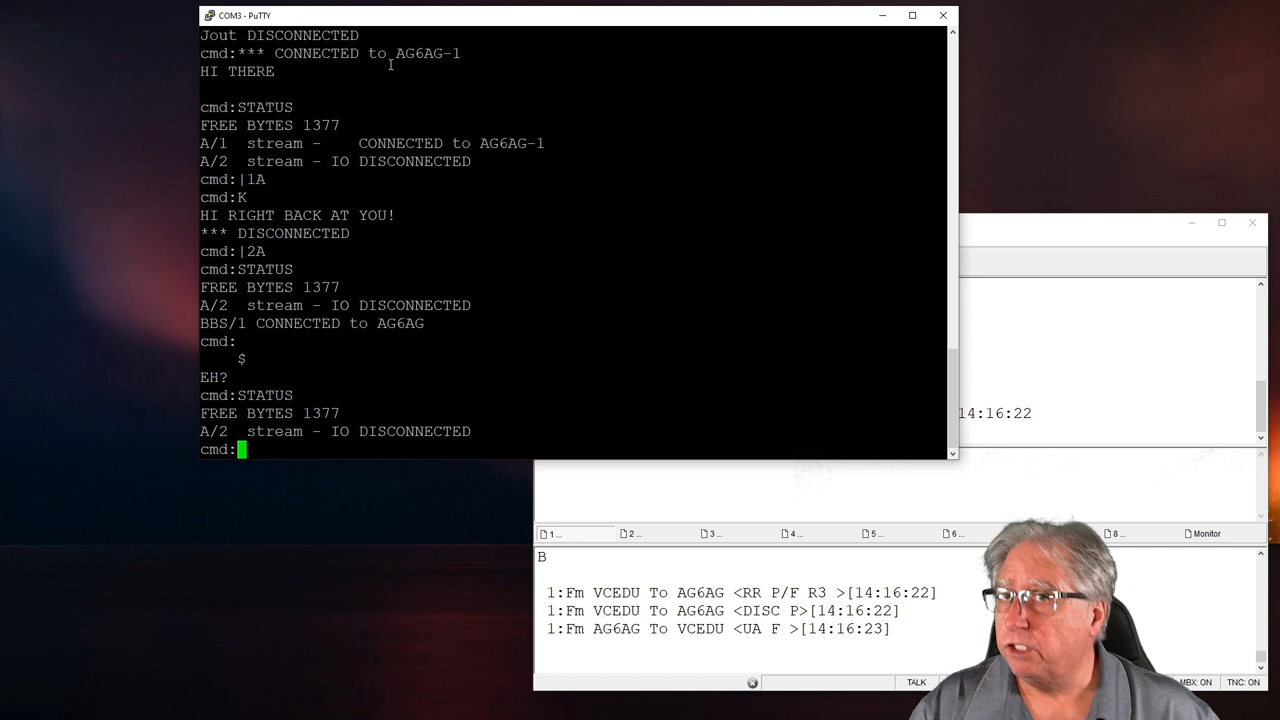 COM3 - PuTTY
Jout DISCONNECTED
cmd:*** CONNECTED to AG6AG-1
HI THERE
cmd:STATUS
FREE BYTES 1377
A/1 stream - CONNECTED to AG6AG-1
A/2 stream - IO DISCONNECTED
cmd:|1A
cmd:K
HI RIGHT BACK AT YOU!
*** DISCONNECTED
cmd:|2A
cmd:STATUS
FREE BYTES 1377
A/2 stream - IO DISCONNECTED
BBS/1 CONNECTED to AG6AG
cmd:
$
EH?
cmd:STATUS
FREE BYTES 1377
A/2 stream - IO DISCONNECTED
cmd:
14:16:22
1 ... 2 ... 3 ... 4 ... 5 ... 6 ... 8 ... Monitor
B
1:Fm VCEDU To AG6AG <RR P/F R3 >[14:16:22]
1:Fm VCEDU To AG6AG <DISC P>[14:16:22]
1:Fm AG6AG To VCEDU <UA F >[14:16:23]
TALK MBX: ON TNC: ON